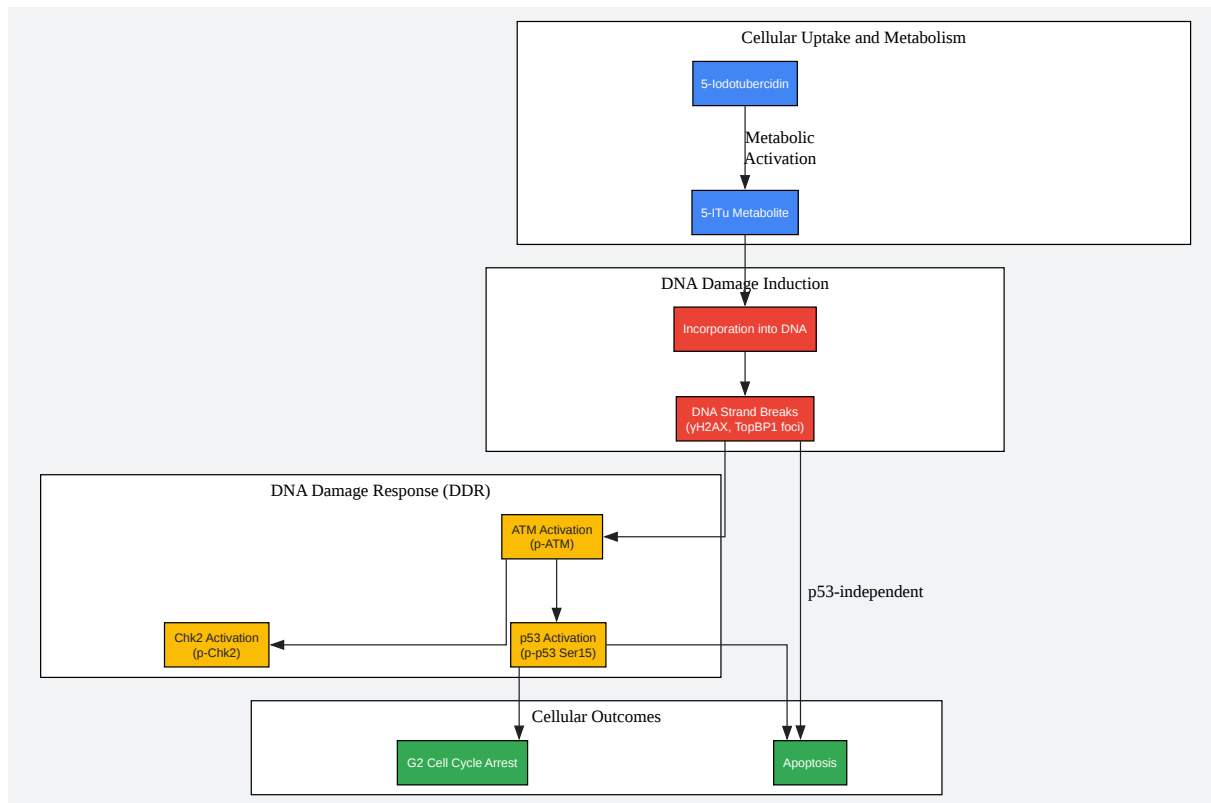 Cellular Uptake and Metabolism
5-Iodotubercidin
Metabolic
Activation
5-ITu Metabolite
DNA Damage Induction
Incorporation into DNA
DNA Strand Breaks
(γH2AX, TopBP1 foci)
DNA Damage Response (DDR)
ATM Activation
(p-ATM)
p53-independent
Chk2 Activation
(p-Chk2)
p53 Activation
(p-p53 Ser15)
Cellular Outcomes
G2 Cell Cycle Arrest
Apoptosis